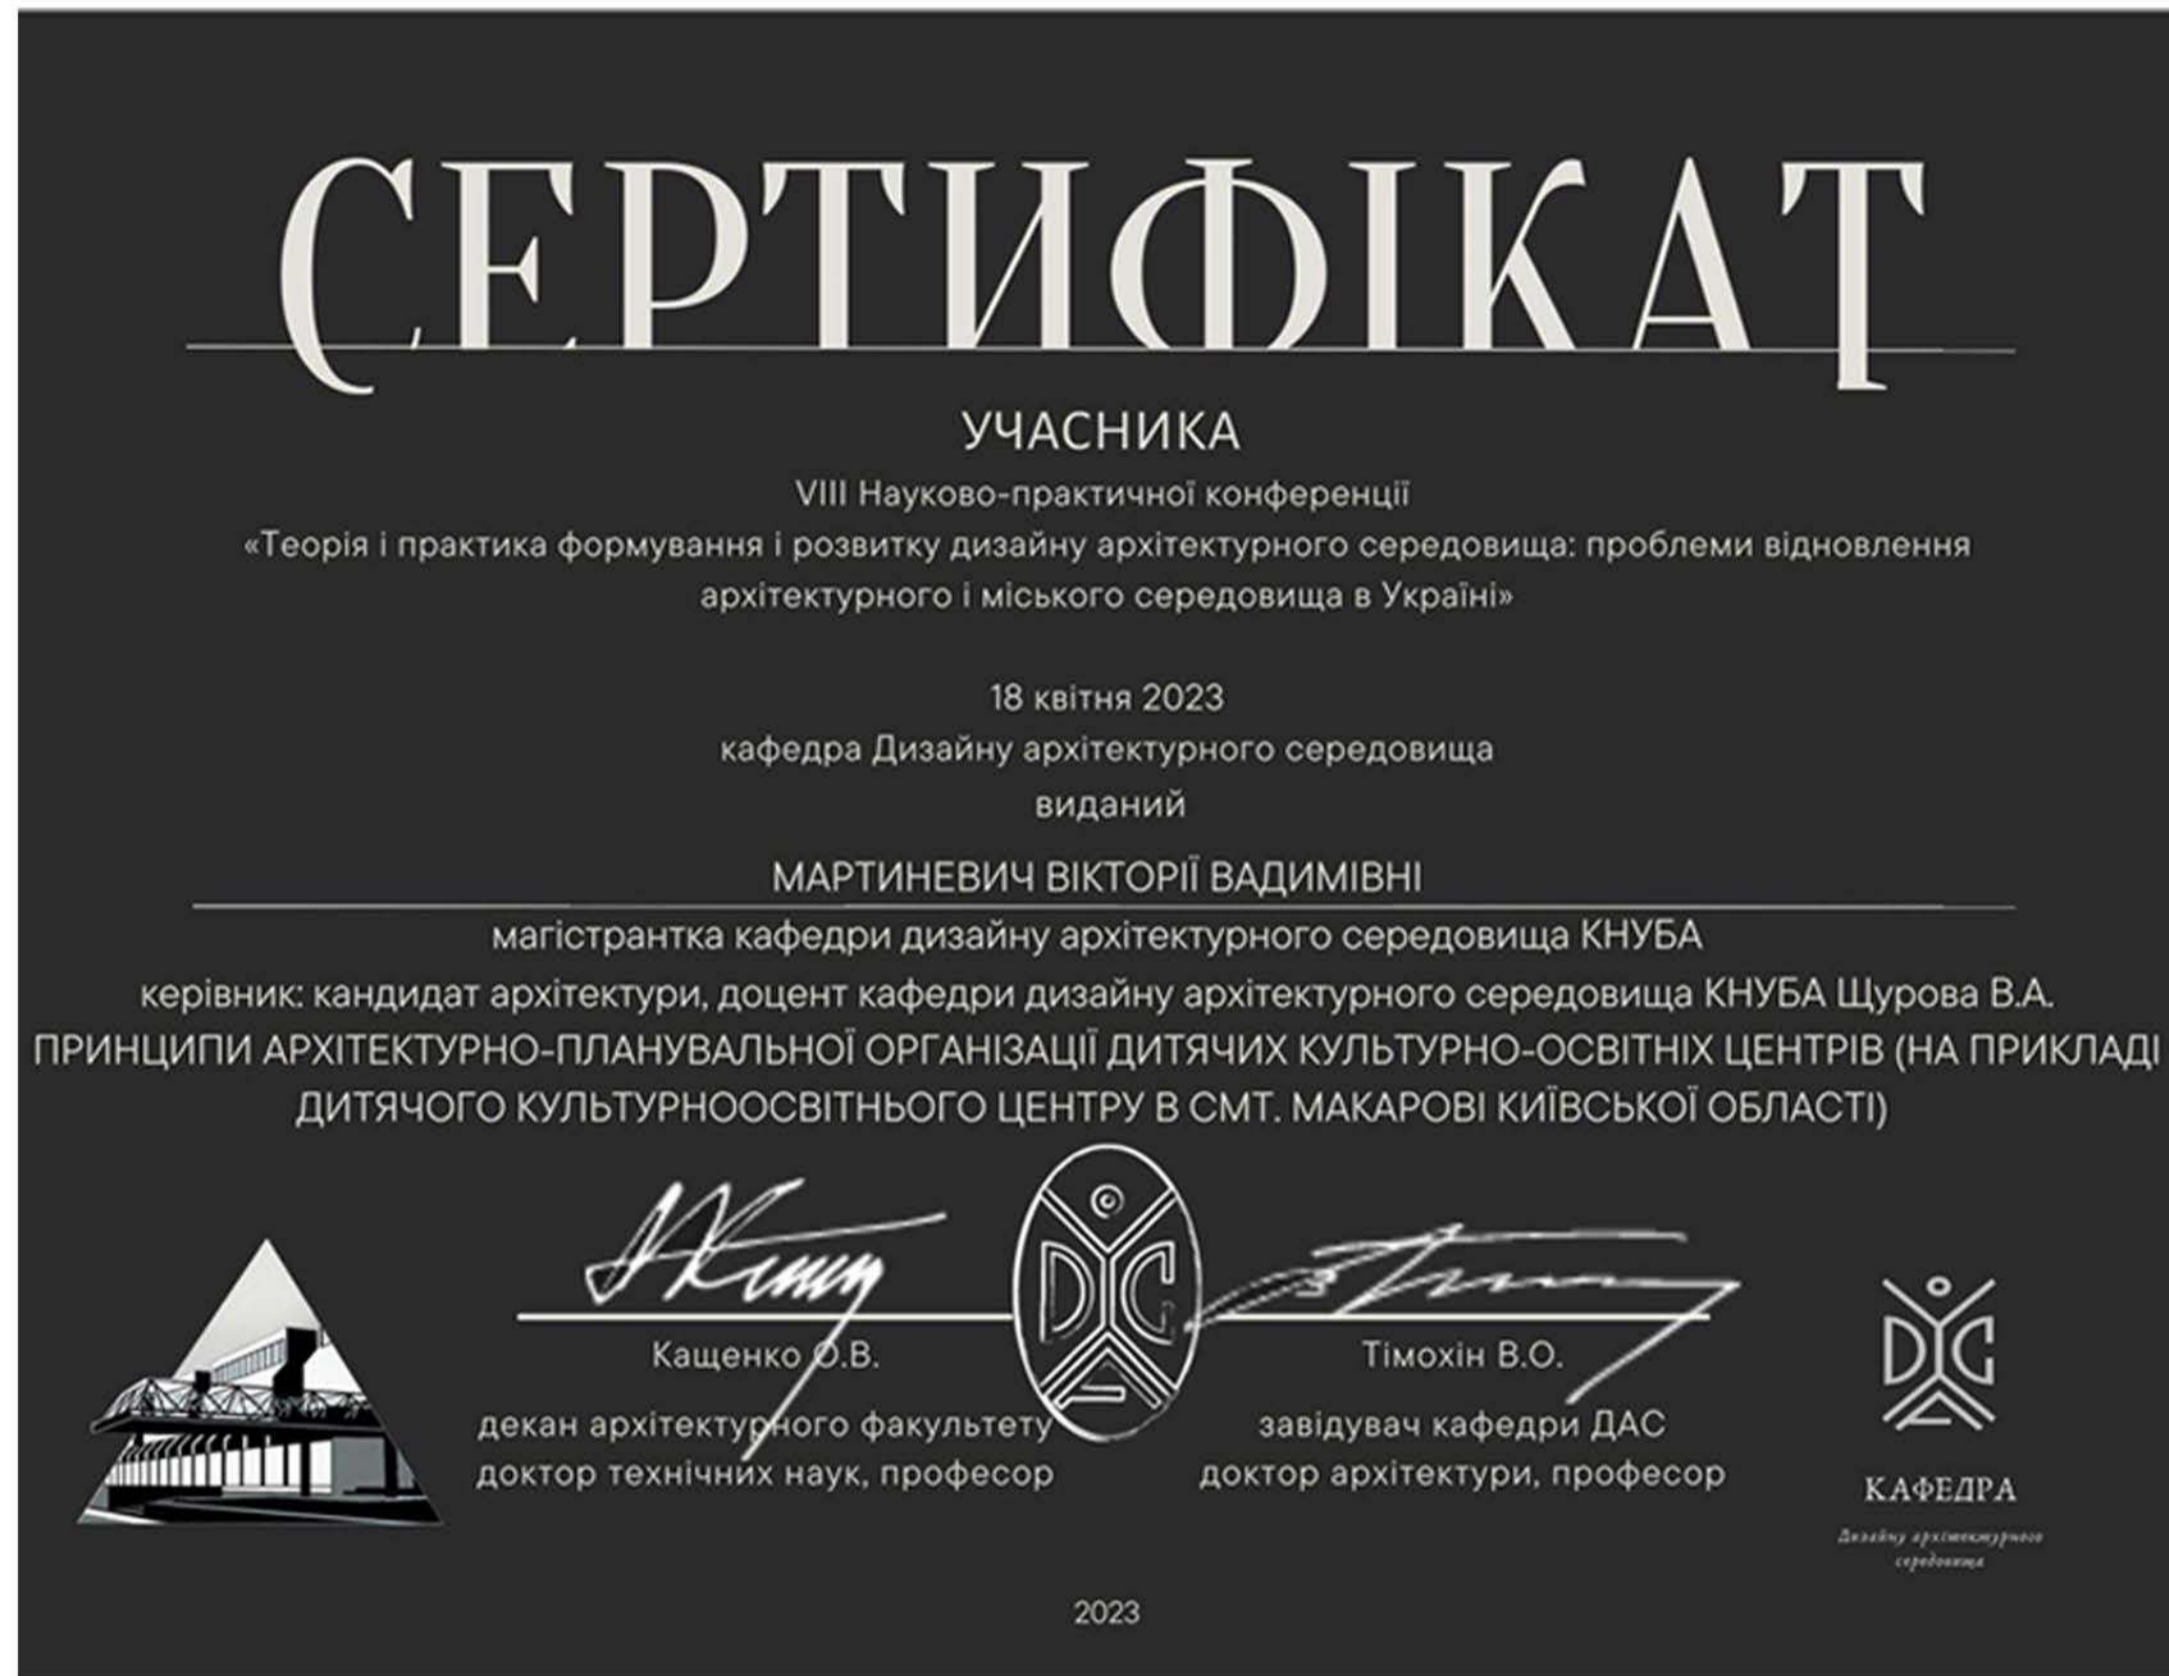 СЕРТИФІКАТ
УЧАСНИКА
VIII Науково-практичної конференції
«Теорія і практика формування і розвитку дизайну архітектурного середовища: проблеми відновлення
архітектурного і міського середовища в Україні»
18 квітня 2023
кафедра Дизайну архітектурного середовища
виданий
МАРТИНЕВИЧ ВІКТОРІЇ ВАДИМІВНІ
магістрантка кафедри дизайну архітектурного середовища КНУБА
керівник: кандидат архітектури, доцент кафедри дизайну архітектурного середовища КНУБА Щурова В.А.
ПРИНЦИПИ АРХІТЕКТУРНО-ПЛАНУВАЛЬНОЇ ОРГАНІЗАЦІЇ ДИТЯЧИХ КУЛЬТУРНО-ОСВІТНІХ ЦЕНТРІВ (НА ПРИКЛАДІ
ДИТЯЧОГО КУЛЬТУРНООСВІТНЬОГО ЦЕНТРУ В СМТ. МАКАРОВІ КИЇВСЬКОЇ ОБЛАСТІ)
Кащенко О.В.
декан архітектурного факультету
доктор технічних наук, професор
Тімохін В.О.
завідувач кафедри ДАС
доктор архітектури, професор
КАФЕДРА
Дизайну архітектурного
середовища
2023